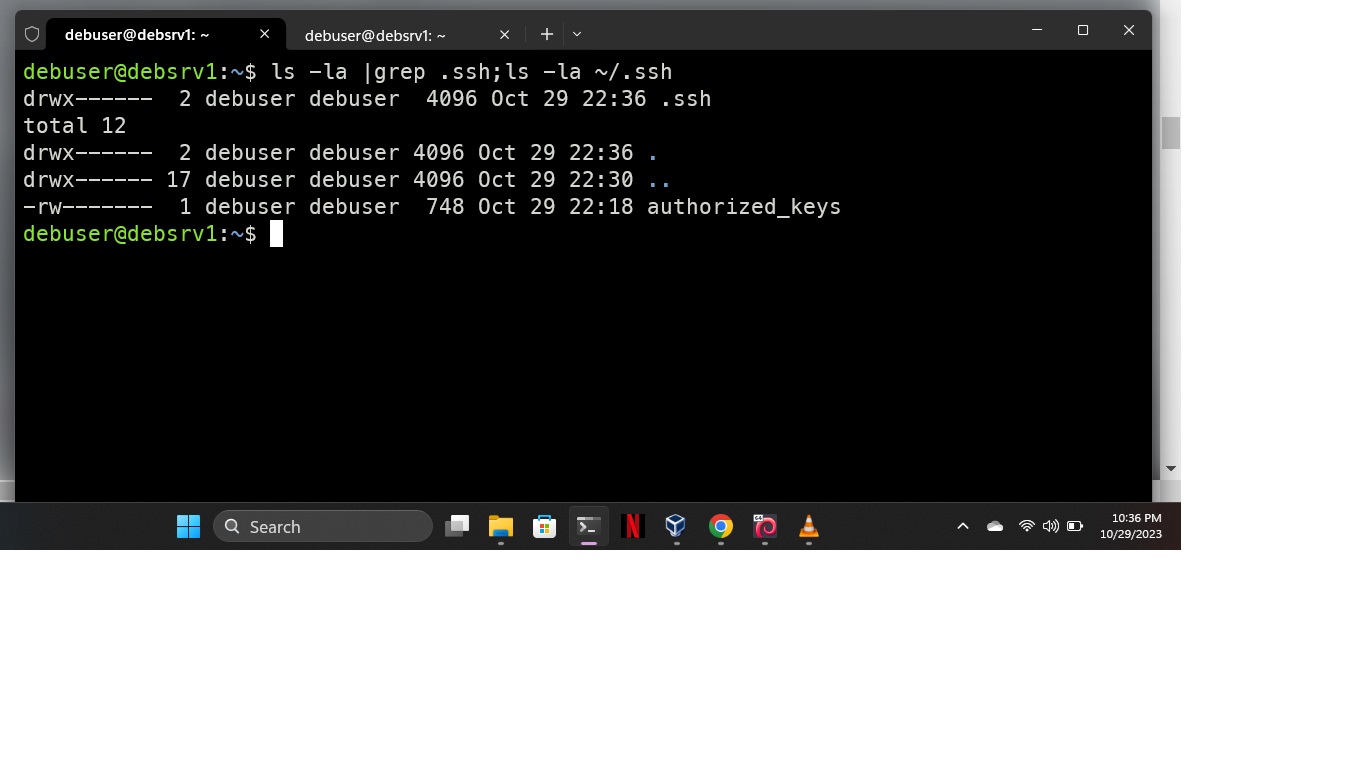 debuser@debsrv1: ~
debuser@debsrv1: ~
debuser@debsrv1:~$ ls -la |grep .ssh;ls -la ~/.ssh
drwx------  2 debuser debuser  4096 Oct 29 22:36 .ssh
total 12
drwx------  2 debuser debuser 4096 Oct 29 22:36 .
drwx------ 17 debuser debuser 4096 Oct 29 22:30 ..
-rw-------  1 debuser debuser  748 Oct 29 22:18 authorized_keys
debuser@debsrv1:~$
Search
64
10:36 PM
10/29/2023